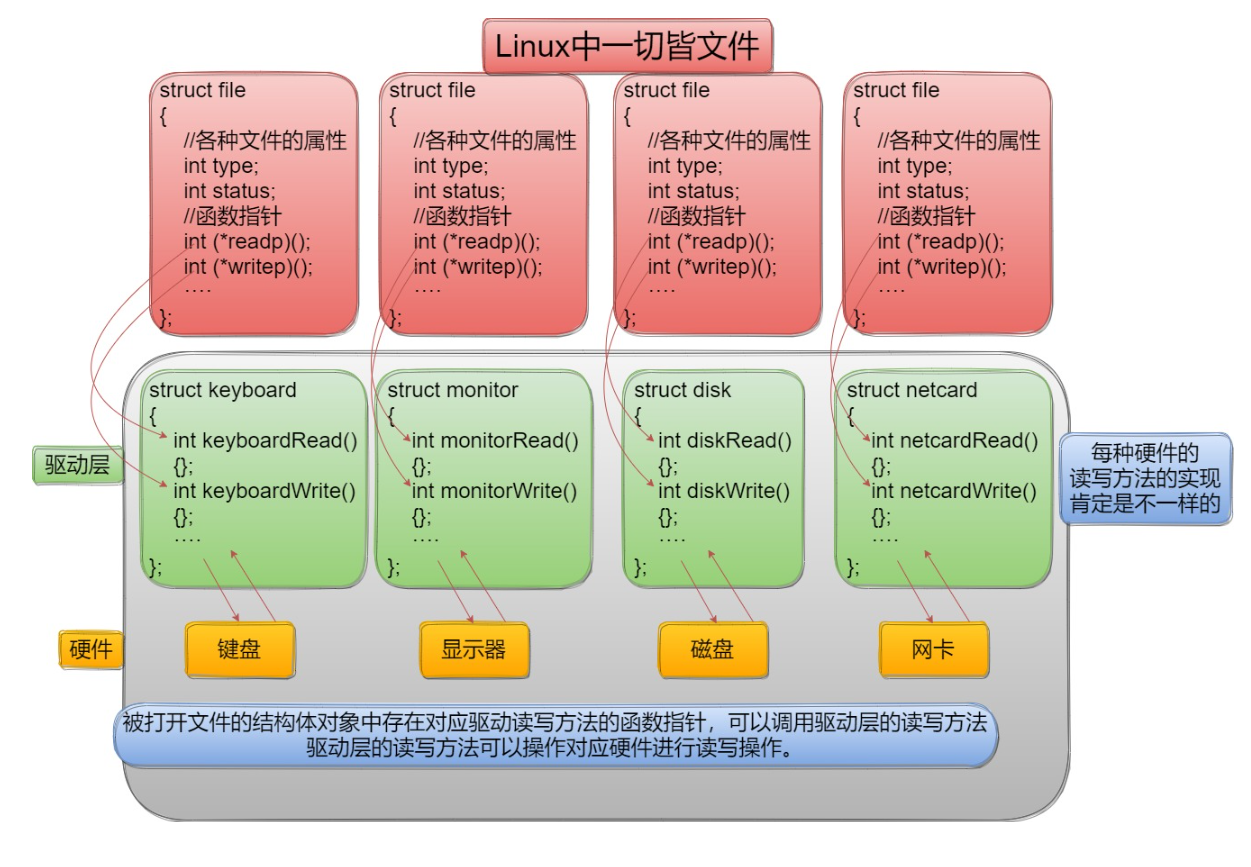 Linux中一切皆文件
struct file
{
//各种文件的属性
int type;
int status;
//函数指针
int (*readp)();
int (*writep)();
....
};
struct file
{
//各种文件的属性
int type;
int status;
//函数指针
int (*readp)();
int (*writep)();
....
};
struct file
{
//各种文件的属性
int type;
int status;
//函数指针
int (*readp)();
int (*writep)();
....
};
struct file
{
//各种文件的属性
int type;
int status;
//函数指针
int (*readp)();
int (*writep)();
....
};
驱动层
struct keyboard
{
int keyboardRead()
{};
int keyboardWrite()
{};
....
};
struct monitor
{
int monitorRead()
{};
int monitorWrite()
{};
....
};
struct disk
{
int diskRead()
{};
int diskWrite()
{};
....
};
struct netcard
{
int netcardRead()
{};
int netcardWrite()
{};
....
};
每种硬件的
读写方法的实现
肯定是不一样的
硬件
键盘
显示器
磁盘
网卡
被打开文件的结构体对象中存在对应驱动读写方法的函数指针，可以调用驱动层的读写方法
驱动层的读写方法可以操作对应硬件进行读写操作。